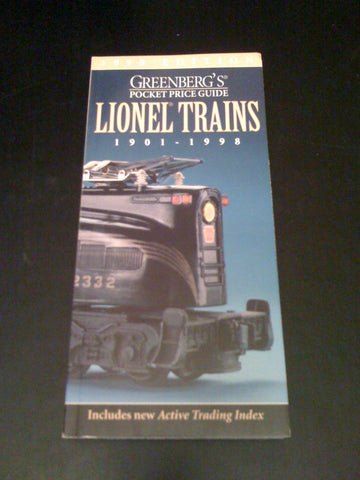 1998 EDITION
GREENBERG'S®
POCKET PRICE GUIDE
LIONEL® TRAINS
1901-1998
2332
Includes new Active Trading Index